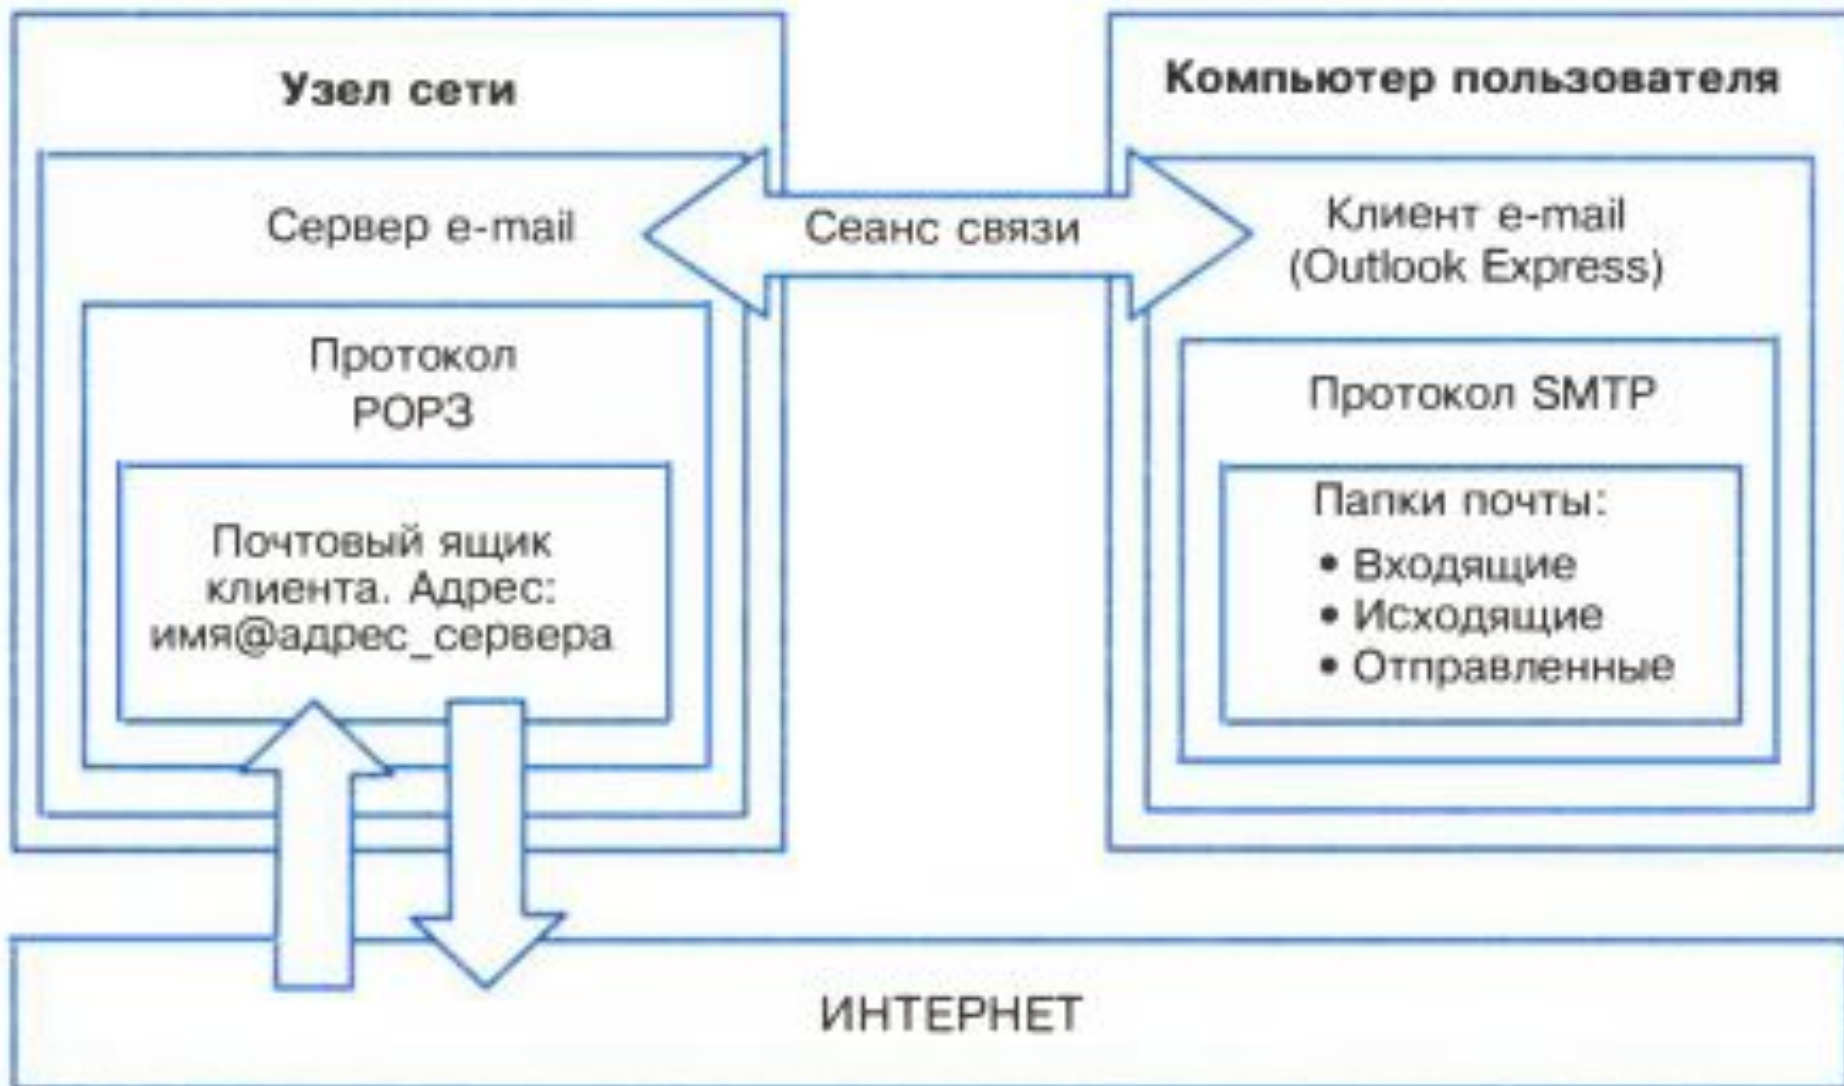 Узел сети
Сервер e-mail
Протокол
POP3
Почтовый ящик
клиента. Адрес:
имя@адрес_сервера
Сеанс связи
Компьютер пользователя
Клиент e-mail
(Outlook Express)
Протокол SMTP
Папки почты:
• Входящие
• Исходящие
• Отправленные
ИНТЕРНЕТ